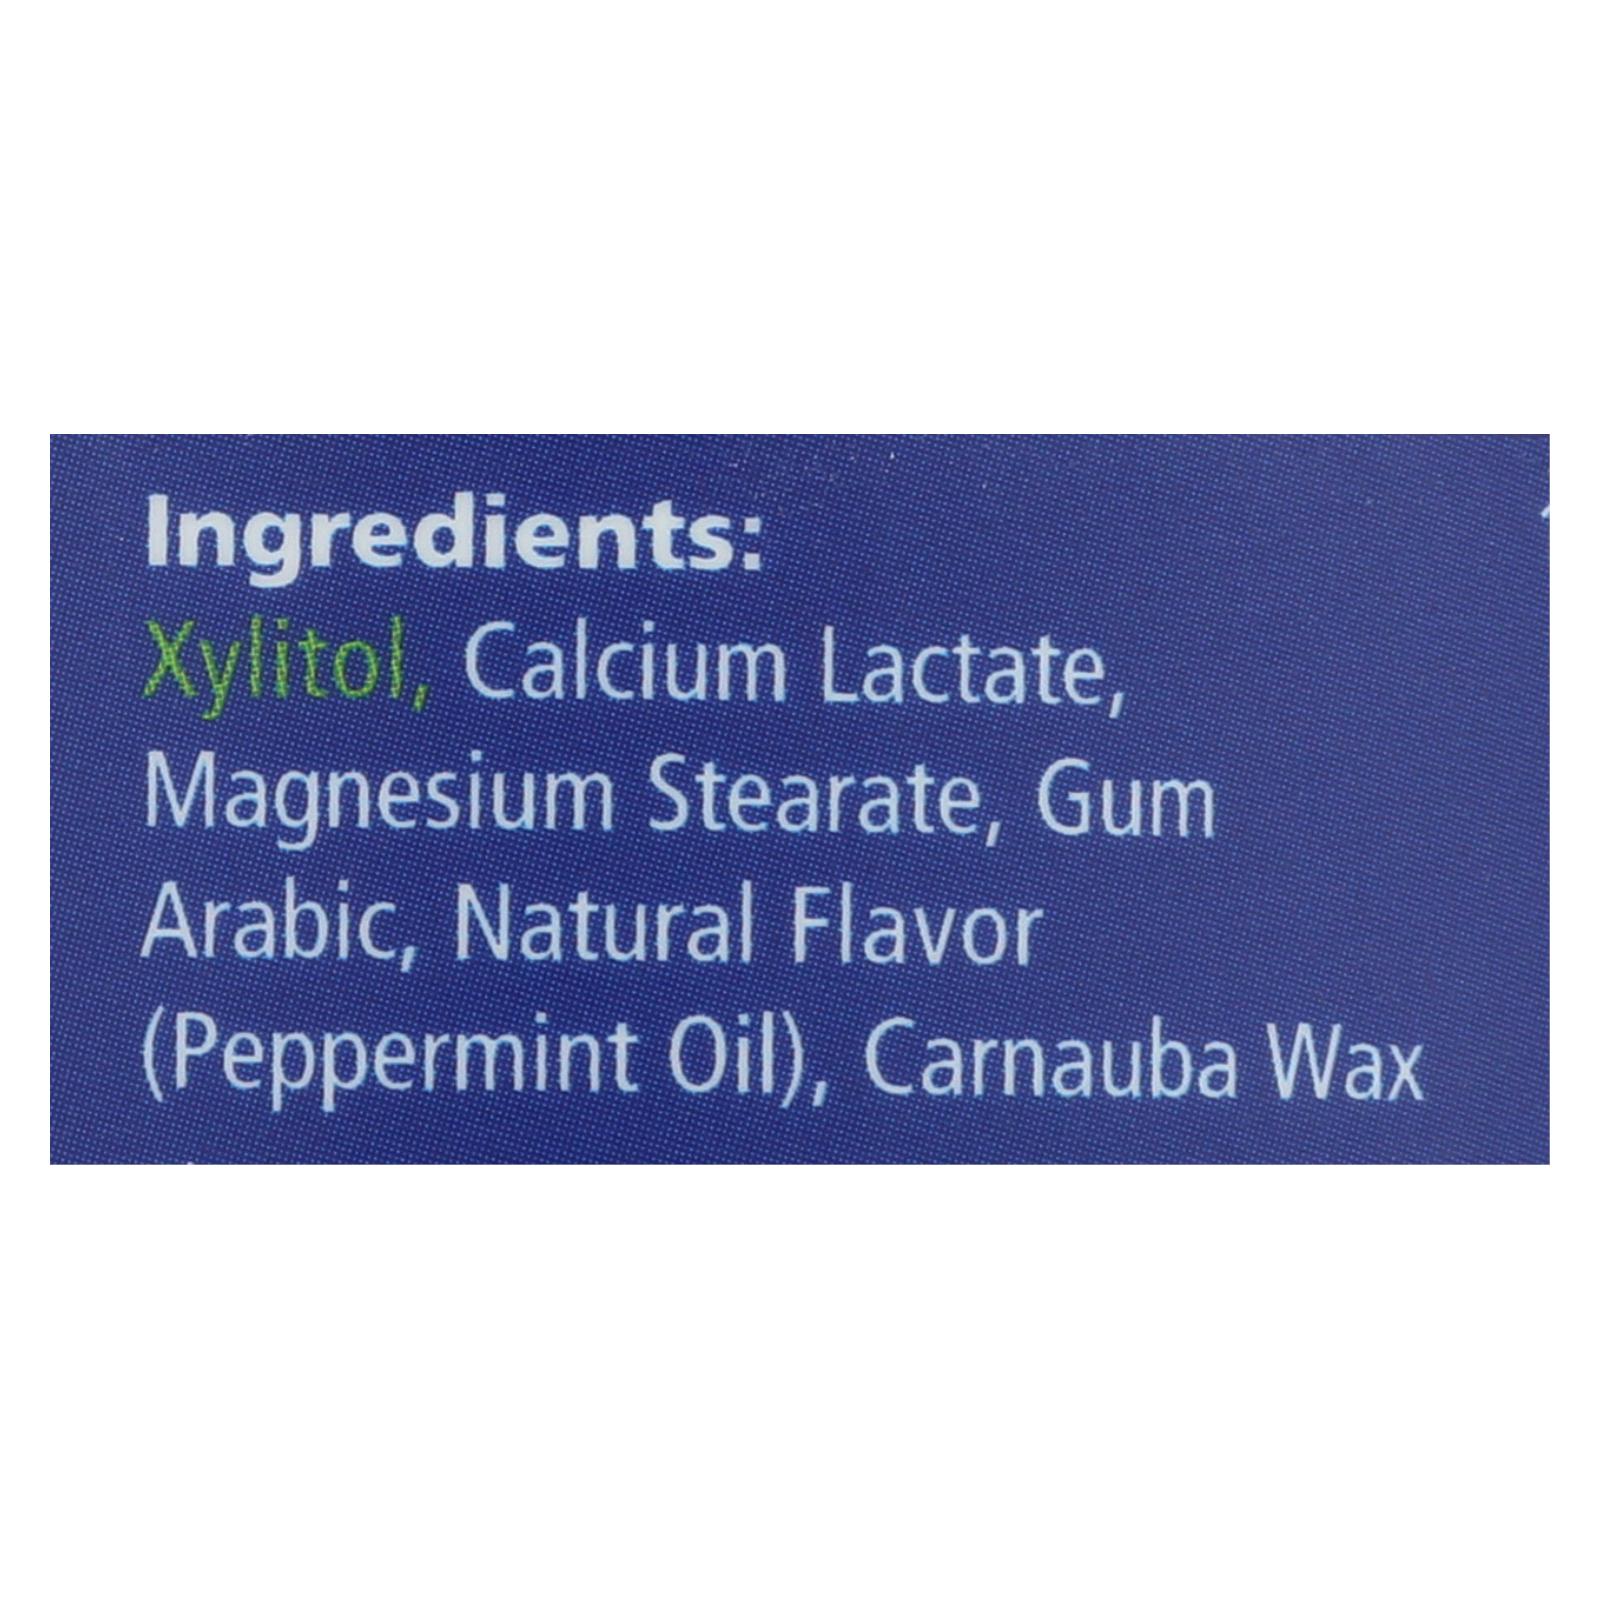 Ingredients:
Xylitol, Calcium Lactate,
Magnesium Stearate, Gum
Arabic, Natural Flavor
(Peppermint Oil), Carnauba Wax